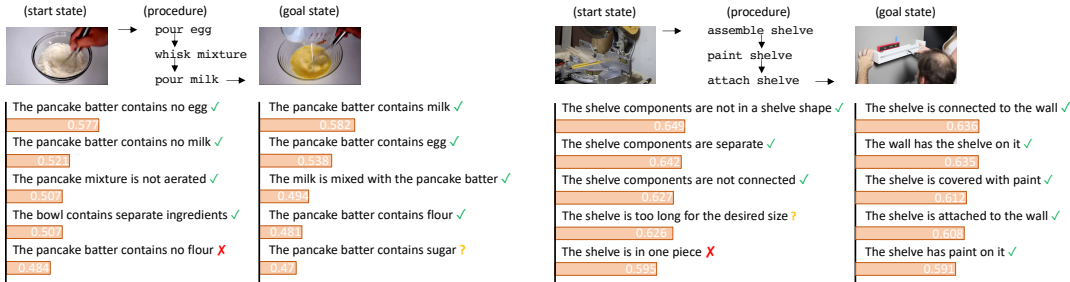 (start state) (procedure) (goal state)
pour egg
whisk mixture
pour milk
The pancake batter contains no egg ✓
0.577
The pancake batter contains no milk ✓
0.521
The pancake mixture is not aerated ✓
0.507
The bowl contains separate ingredients ✓
0.507
The pancake batter contains no flour ✗
0.484
The pancake batter contains milk ✓
0.582
The pancake batter contains egg ✓
0.538
The milk is mixed with the pancake batter ✓
0.494
The pancake batter contains flour ✓
0.481
The pancake batter contains sugar ?
0.47
(start state) (procedure) (goal state)
assemble shelve
paint shelve
attach shelve
The shelve components are not in a shelve shape ✓
0.649
The shelve components are separate ✓
0.642
The shelve components are not connected ✓
0.627
The shelve is too long for the desired size ?
0.626
The shelve is in one piece ✗
0.595
The shelve is connected to the wall ✓
0.636
The wall has the shelve on it ✓
0.635
The shelve is covered with paint ✓
0.612
The shelve is attached to the wall ✓
0.608
The shelve has paint on it ✓
0.591